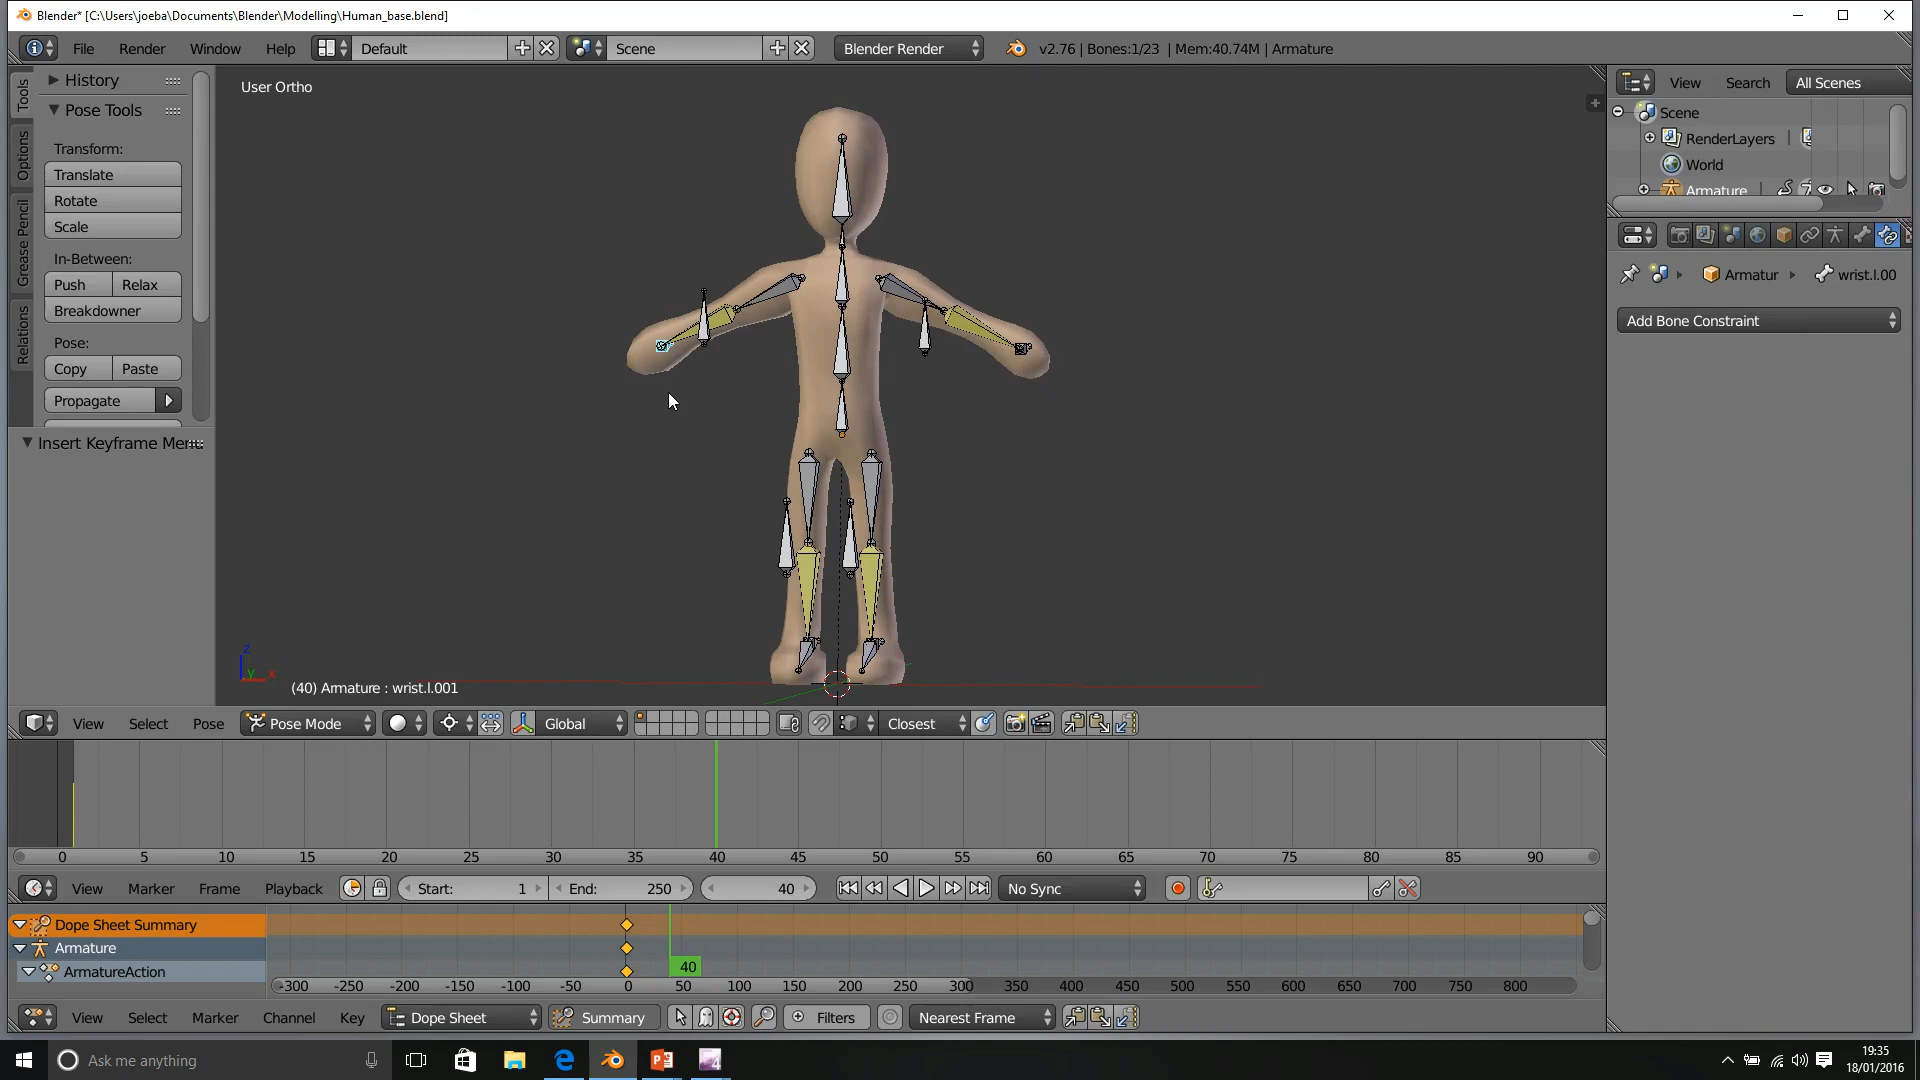 Blender* [C:\Users\joeba\Documents\Blender\Modelling\Human_base.blend]
File Render Window Help Default Scene Blender Render v2.76 | Bones:1/23 | Mem:40.74M | Armature
Tools
Options
Grease Pencil
Relations
History
Pose Tools
Transform:
Translate
Rotate
Scale
In-Between:
Push Relax
Breakdowner
Pose:
Copy Paste
Propagate
Insert Keyframe Men
User Ortho
z
y x
(40) Armature : wrist.l.001
View Search All Scenes
Scene
RenderLayers
World
Armature
Armatur wrist.l.00
Add Bone Constraint
View Select Pose Pose Mode Global Closest
0 5 10 15 20 25 30 35 40 45 50 55 60 65 70 75 80 85 90
View Marker Frame Playback Start: 1 End: 250 40 No Sync
Dope Sheet Summary
Armature
ArmatureAction
40
-300 -250 -200 -150 -100 -50 0 50 100 150 200 250 300 350 400 450 500 550 600 650 700 750 800
View Select Marker Channel Key Dope Sheet Summary Filters Nearest Frame
Ask me anything
19:35
18/01/2016